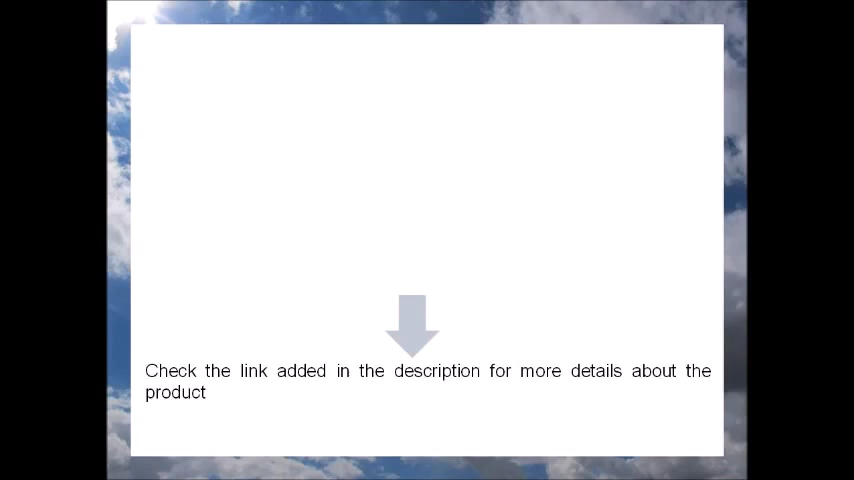 Check the link added in the description for more details about the
product